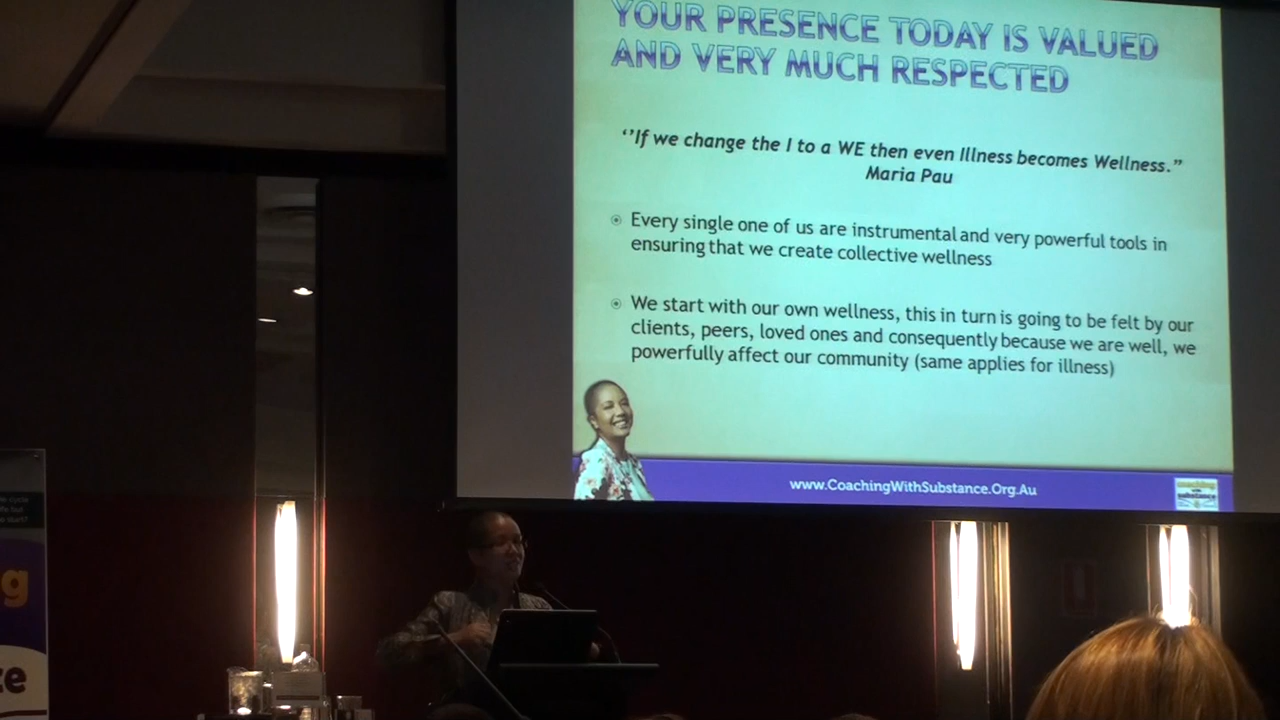 YOUR PRESENCE TODAY IS VALUED
AND VERY MUCH RESPECTED
‘’If we change the I to a WE then even Illness becomes Wellness.”
Maria Pau
Every single one of us are instrumental and very powerful tools in
ensuring that we create collective wellness
We start with our own wellness, this in turn is going to be felt by our
clients, peers, loved ones and consequently because we are well, we
powerfully affect our community (same applies for illness)
www.CoachingWithSubstance.Org.Au
coaching
with
substance